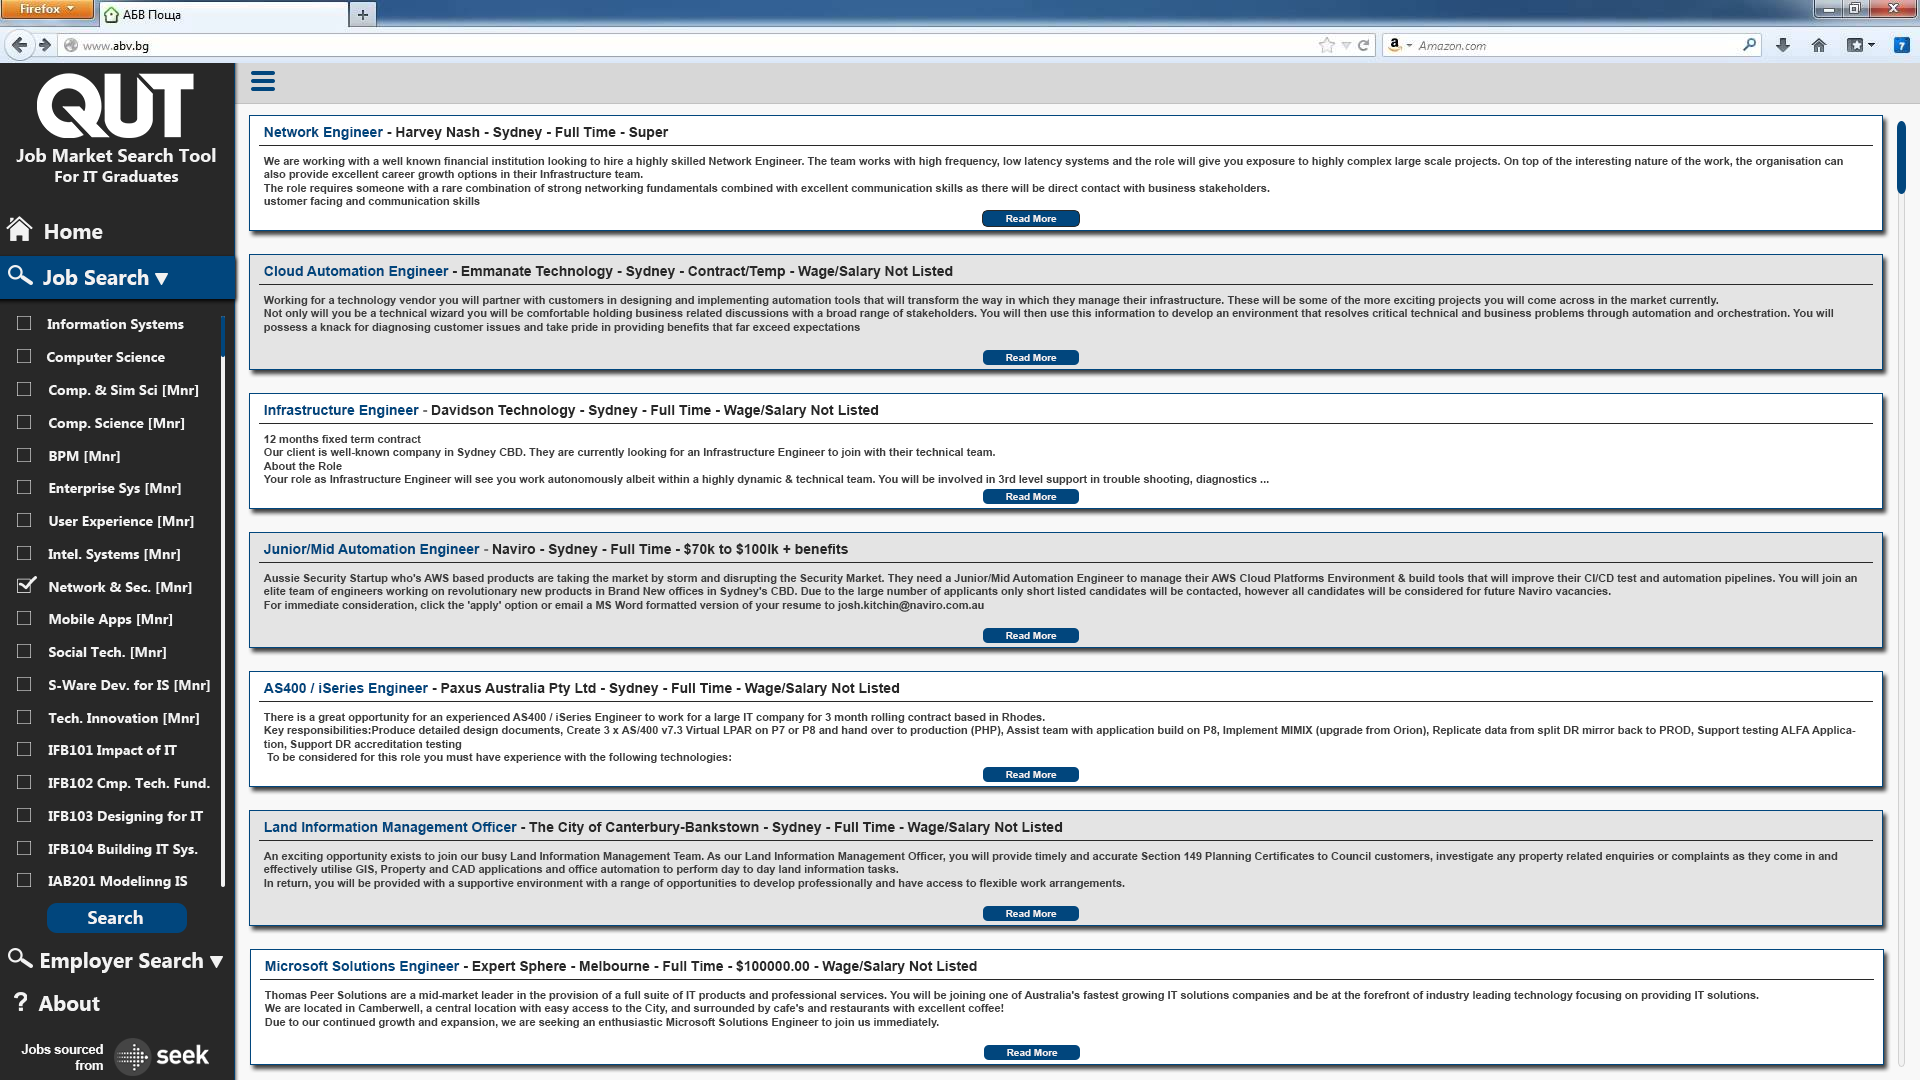 Firefox
АБВ Поща
www.abv.bg
Amazon.com
7
QUT
Job Market Search Tool
For IT Graduates
Home
Job Search
Information Systems
Computer Science
Comp. & Sim Sci [Mnr]
Comp. Science [Mnr]
BPM [Mnr]
Enterprise Sys [Mnr]
User Experience [Mnr]
Intel. Systems [Mnr]
Network & Sec. [Mnr]
Mobile Apps [Mnr]
Social Tech. [Mnr]
S-Ware Dev. for IS [Mnr]
Tech. Innovation [Mnr]
IFB101 Impact of IT
IFB102 Cmp. Tech. Fund.
IFB103 Designing for IT
IFB104 Building IT Sys.
IAB201 Modelinng IS
Search
Employer Search
? About
Jobs sourced
from
seek
Network Engineer - Harvey Nash - Sydney - Full Time - Super
We are working with a well known financial institution looking to hire a highly skilled Network Engineer. The team works with high frequency, low latency systems and the role will give you exposure to highly complex large scale projects. On top of the interesting nature of the work, the organisation can
also provide excellent career growth options in their Infrastructure team.
The role requires someone with a rare combination of strong networking fundamentals combined with excellent communication skills as there will be direct contact with business stakeholders.
ustomer facing and communication skills
Read More
Cloud Automation Engineer - Emmanate Technology - Sydney - Contract/Temp - Wage/Salary Not Listed
Working for a technology vendor you will partner with customers in designing and implementing automation tools that will transform the way in which they manage their infrastructure. These will be some of the more exciting projects you will come across in the market currently.
Not only will you be a technical wizard you will be comfortable holding business related discussions with a broad range of stakeholders. You will then use this information to develop an environment that resolves critical technical and business problems through automation and orchestration. You will
possess a knack for diagnosing customer issues and take pride in providing benefits that far exceed expectations
Read More
Infrastructure Engineer - Davidson Technology - Sydney - Full Time - Wage/Salary Not Listed
12 months fixed term contract
Our client is well-known company in Sydney CBD. They are currently looking for an Infrastructure Engineer to join with their technical team.
About the Role
Your role as Infrastructure Engineer will see you work autonomously albeit within a highly dynamic & technical team. You will be involved in 3rd level support in trouble shooting, diagnostics ...
Read More
Junior/Mid Automation Engineer - Naviro - Sydney - Full Time - $70k to $100lk + benefits
Aussie Security Startup who's AWS based products are taking the market by storm and disrupting the Security Market. They need a Junior/Mid Automation Engineer to manage their AWS Cloud Platforms Environment & build tools that will improve their CI/CD test and automation pipelines. You will join an
elite team of engineers working on revolutionary new products in Brand New offices in Sydney's CBD. Due to the large number of applicants only short listed candidates will be contacted, however all candidates will be considered for future Naviro vacancies.
For immediate consideration, click the 'apply' option or email a MS Word formatted version of your resume to josh.kitchin@naviro.com.au
Read More
AS400 / iSeries Engineer - Paxus Australia Pty Ltd - Sydney - Full Time - Wage/Salary Not Listed
There is a great opportunity for an experienced AS400 / iSeries Engineer to work for a large IT company for 3 month rolling contract based in Rhodes.
Key responsibilities:Produce detailed design documents, Create 3 x AS/400 v7.3 Virtual LPAR on P7 or P8 and hand over to production (PHP), Assist team with application build on P8, Implement MIMIX (upgrade from Orion), Replicate data from split DR mirror back to PROD, Support testing ALFA Applica-
tion, Support DR accreditation testing
To be considered for this role you must have experience with the following technologies:
Read More
Land Information Management Officer - The City of Canterbury-Bankstown - Sydney - Full Time - Wage/Salary Not Listed
An exciting opportunity exists to join our busy Land Information Management Team. As our Land Information Management Officer, you will provide timely and accurate Section 149 Planning Certificates to Council customers, investigate any property related enquiries or complaints as they come in and
effectively utilise GIS, Property and CAD applications and office automation to perform day to day land information tasks.
In return, you will be provided with a supportive environment with a range of opportunities to develop professionally and have access to flexible work arrangements.
Read More
Microsoft Solutions Engineer - Expert Sphere - Melbourne - Full Time - $100000.00 - Wage/Salary Not Listed
Thomas Peer Solutions are a mid-market leader in the provision of a full suite of IT products and professional services. You will be joining one of Australia's fastest growing IT solutions companies and be at the forefront of industry leading technology focusing on providing IT solutions.
We are located in Camberwell, a central location with easy access to the City, and surrounded by cafe's and restaurants with excellent coffee!
Due to our continued growth and expansion, we are seeking an enthusiastic Microsoft Solutions Engineer to join us immediately.
Read More